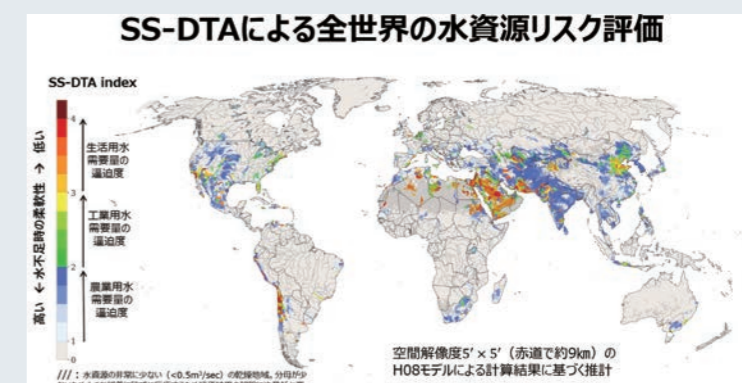 SS-DTAによる全世界の水資源リスク評価
SS-DTA index
高い ← 水不足時の柔軟性 → 低い
4
3
2
1
0
生活用水
需要量の
逼迫度
工業用水
需要量の
逼迫度
農業用水
需要量の
逼迫度
空間解像度5′×5′（赤道で約9km）の
H08モデルによる計算結果に基づく推計
///：水資源の非常に少ない（<0.5m³/sec）の乾燥地域。分母が少